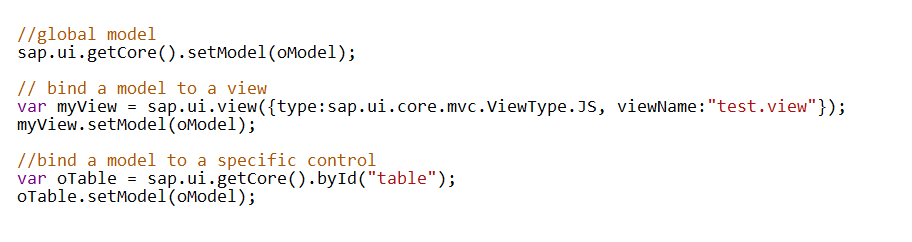 //global model
sap.ui.getCore().setModel(oModel);
// bind a model to a view
var myView = sap.ui.view({type:sap.ui.core.mvc.ViewType.JS, viewName:"test.view"});
myView.setModel(oModel);
//bind a model to a specific control
var oTable = sap.ui.getCore().byId("table");
oTable.setModel(oModel);